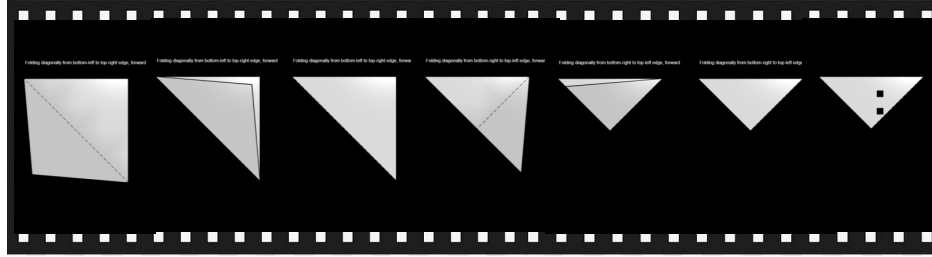 Folding diagonally from bottom-left to top-right edge, forward
Folding diagonally from bottom-left to top-right edge, forward
Folding diagonally from bottom-left to top-right edge, forwar
Folding diagonally from bottom-right to top-left edge, forwar
Folding diagonally from bottom-right to top-left edge, forward
Folding diagonally from bottom-right to top-left edg